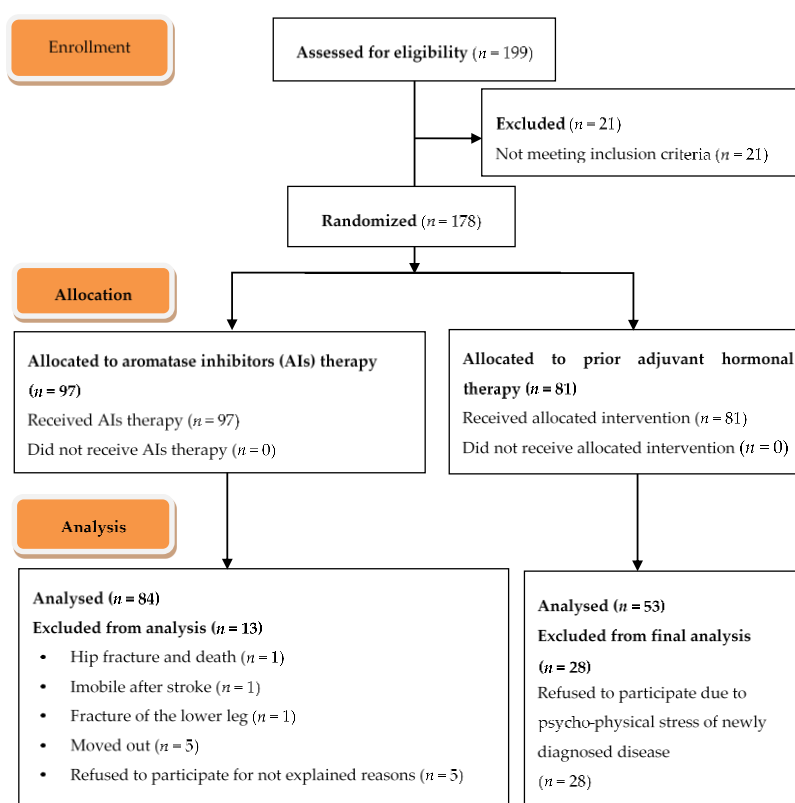 Enrollment
Assessed for eligibility (n = 199)
Excluded (n = 21)
Not meeting inclusion criteria (n = 21)
Randomized (n = 178)
Allocation
Allocated to aromatase inhibitors (AIs) therapy
(n = 97)
Received AIs therapy (n = 97)
Did not receive AIs therapy (n = 0)
Allocated to prior adjuvant hormonal
therapy (n = 81)
Received allocated intervention (n = 81)
Did not receive allocated intervention (n = 0)
Analysis
Analysed (n = 84)
Excluded from analysis (n = 13)
• Hip fracture and death (n = 1)
• Imobile after stroke (n = 1)
• Fracture of the lower leg (n = 1)
• Moved out (n = 5)
• Refused to participate for not explained reasons (n = 5)
Analysed (n = 53)
Excluded from final analysis
(n = 28)
Refused to participate due to
psycho-physical stress of newly
diagnosed disease
(n = 28)